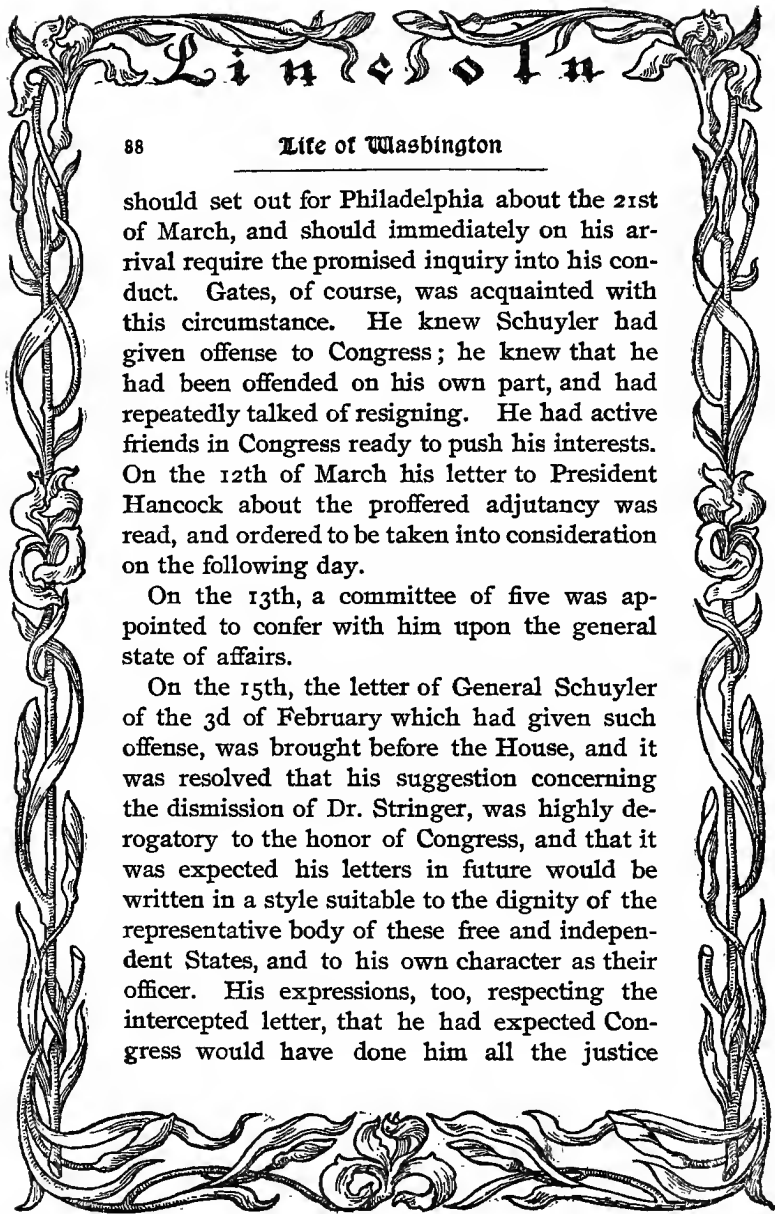 Lincoln
88 Life of Washington
should set out for Philadelphia about the 21st
of March, and should immediately on his ar-
rival require the promised inquiry into his con-
duct. Gates, of course, was acquainted with
this circumstance. He knew Schuyler had
given offense to Congress; he knew that he
had been offended on his own part, and had
repeatedly talked of resigning. He had active
friends in Congress ready to push his interests.
On the 12th of March his letter to President
Hancock about the proffered adjutancy was
read, and ordered to be taken into consideration
on the following day.
On the 13th, a committee of five was ap-
pointed to confer with him upon the general
state of affairs.
On the 15th, the letter of General Schuyler
of the 3d of February which had given such
offense, was brought before the House, and it
was resolved that his suggestion concerning
the dismission of Dr. Stringer, was highly de-
rogatory to the honor of Congress, and that it
was expected his letters in future would be
written in a style suitable to the dignity of the
representative body of these free and indepen-
dent States, and to his own character as their
officer. His expressions, too, respecting the
intercepted letter, that he had expected Con-
gress would have done him all the justice